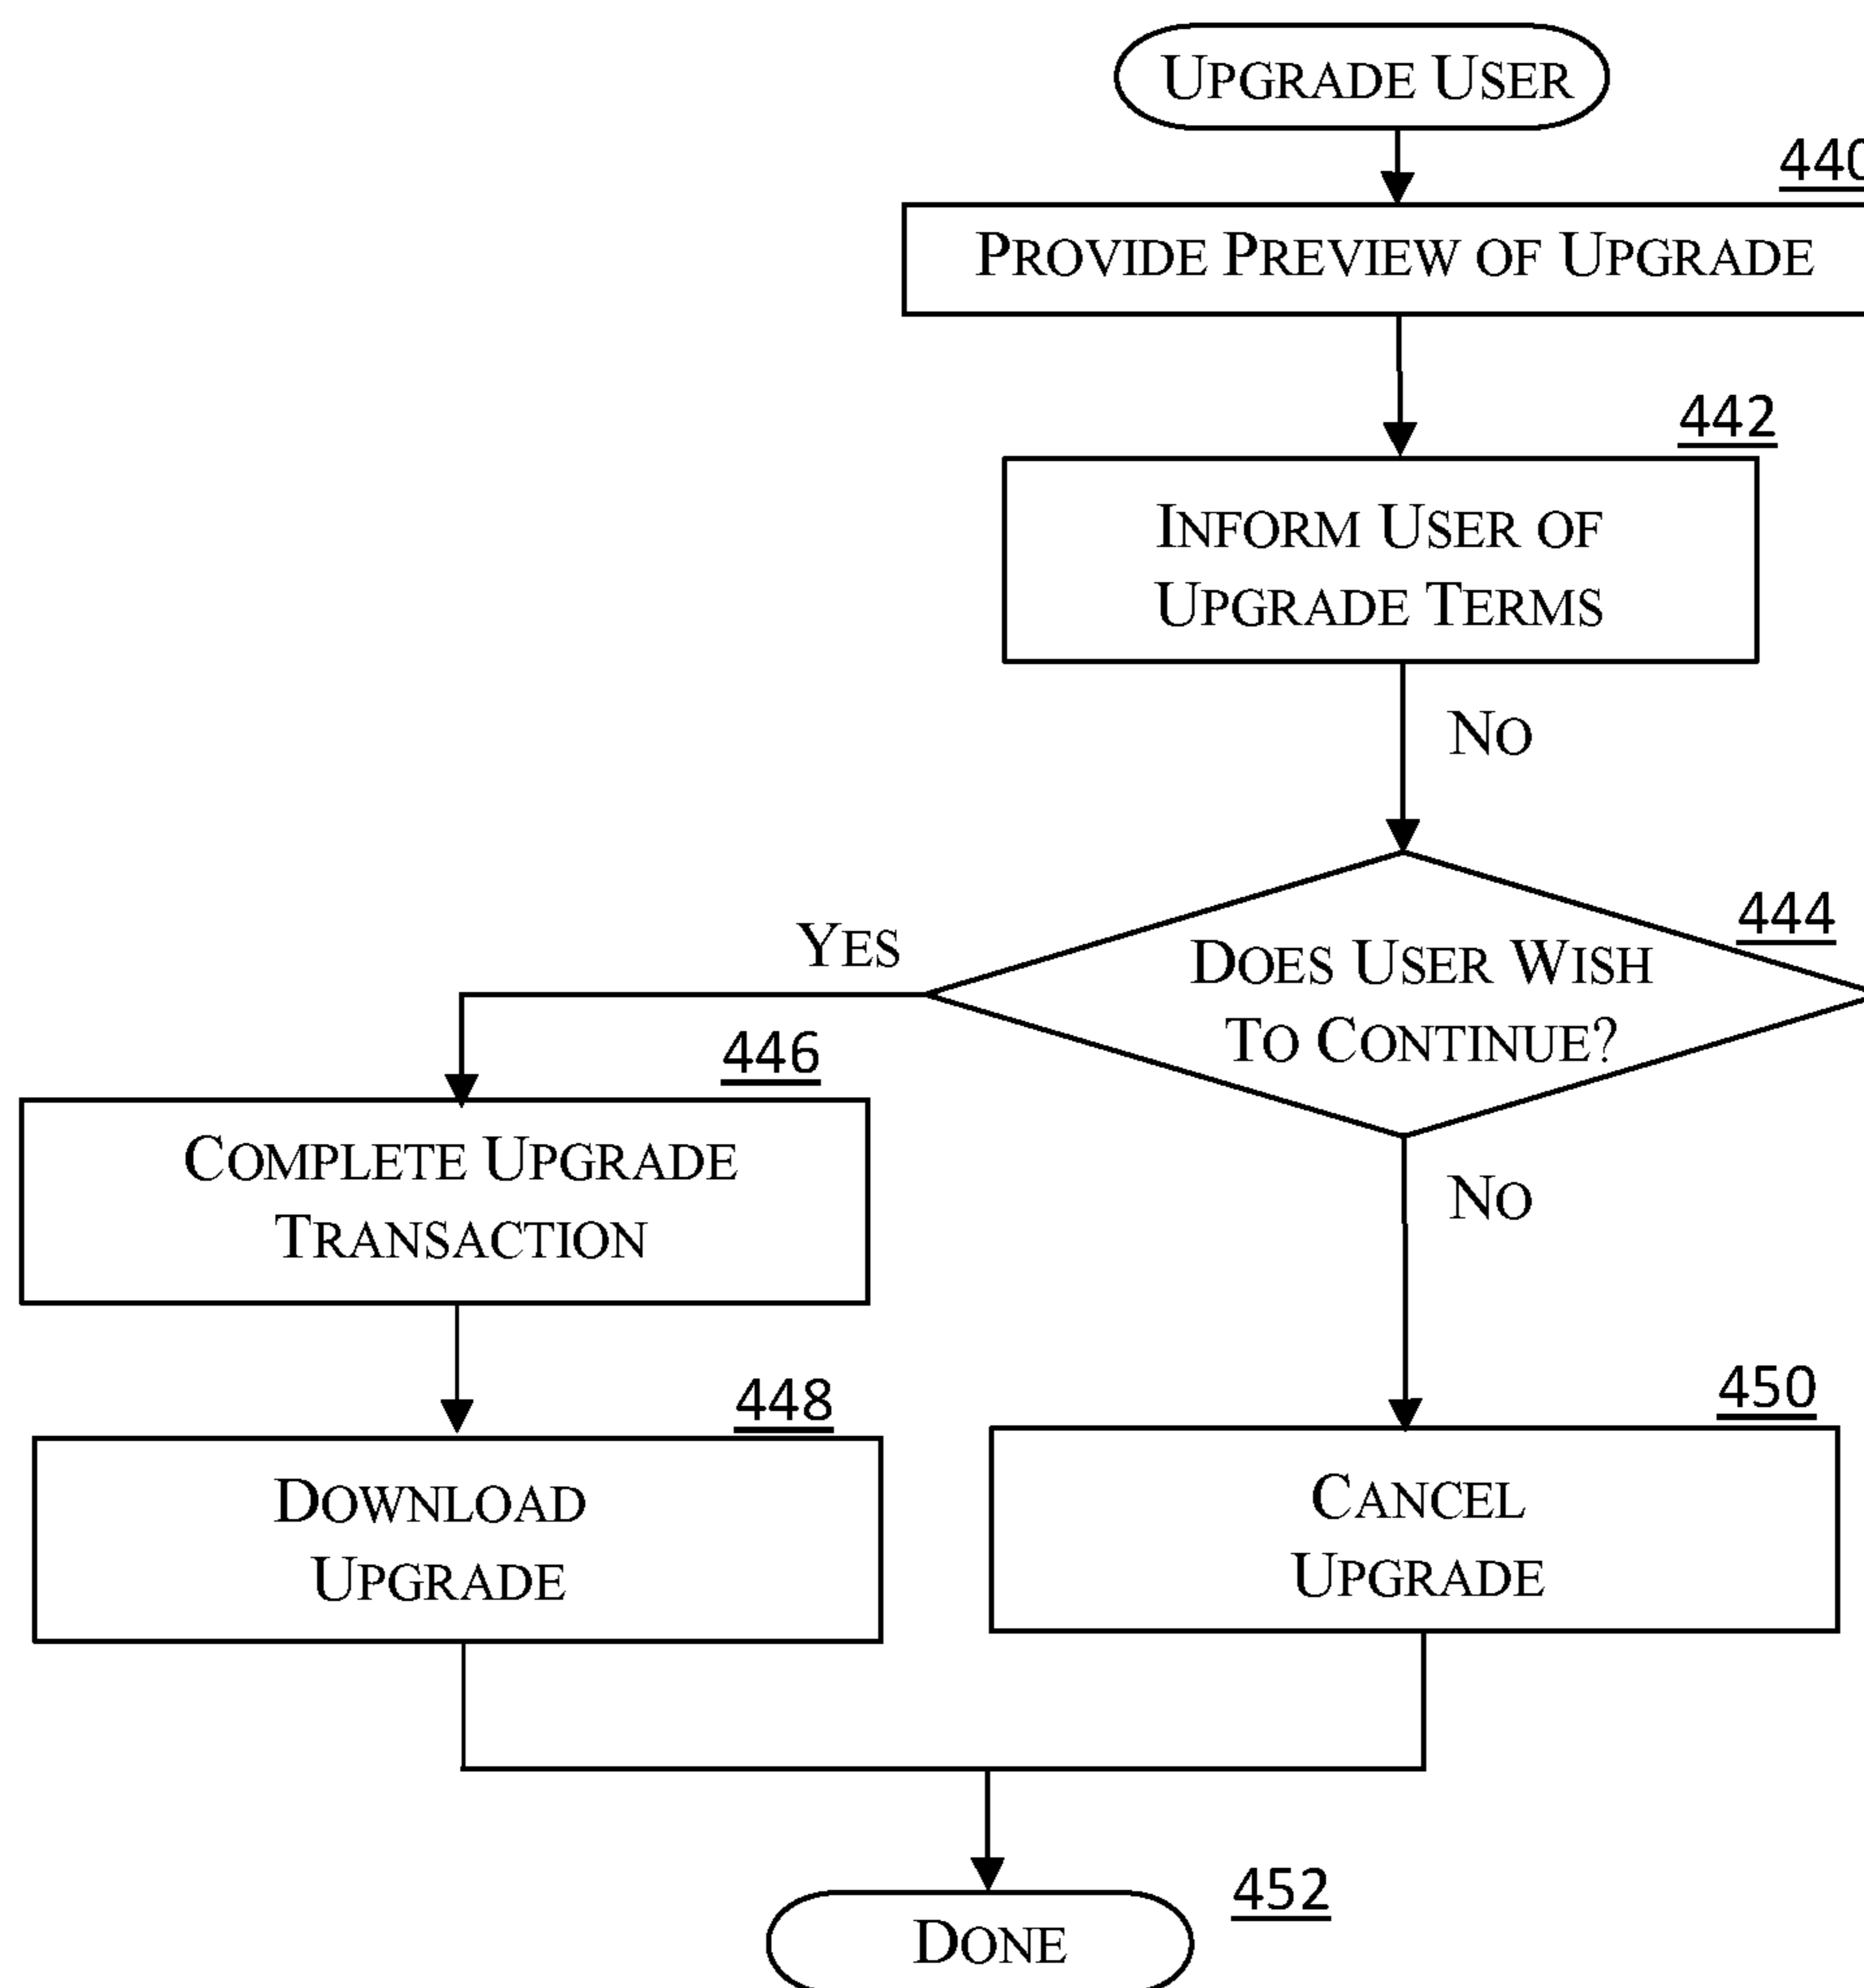 UPGRADE USER
440
PROVIDE PREVIEW OF UPGRADE
442
INFORM USER OF
UPGRADE TERMS
NO
444
YES
DOES USER WISH
TO CONTINUE?
446
COMPLETE UPGRADE
TRANSACTION
NO
448
450
DOWNLOAD
UPGRADE
CANCEL
UPGRADE
452
DONE